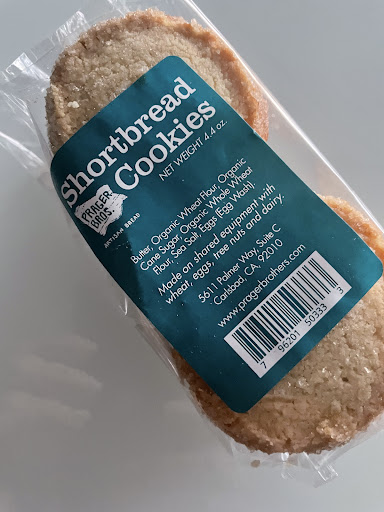 Shortbread
Cookies
NET WEIGHT 4.4 oz.
PRAGER
BROS
ARTISAN BREAD
Butter, Organic Wheat Flour, Organic
Cane Sugar, Organic Whole Wheat
Flour, Sea Salt, Eggs (Egg Wash)
Made on shared equipment with
wheat, eggs, tree nuts and dairy.
5611 Palmer Way, Suite C
Carlsbad, CA, 92010
www.pragerbrothers.com
7 96201 50333 3